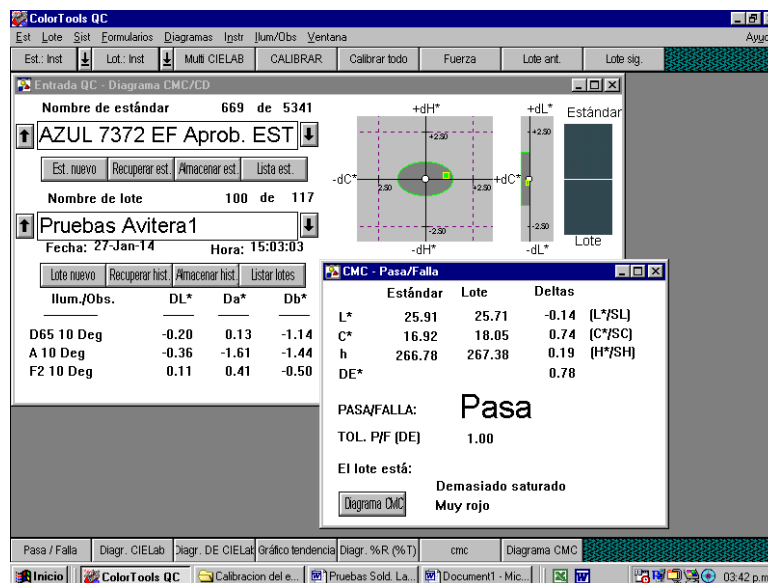 ColorTools QC
Est Lote Sist Formularios Diagramas Instr Ilum/Obs Ventana Ayuc
Est.: Inst Lot.: Inst Multi CIELAB CALIBRAR Calibrar todo Fuerza Lote ant. Lote sig.
Entrada QC - Diagrama CMC/CD
Nombre de estándar 669 de 5341
AZUL 7372 EF Aprob. EST
Est. nuevo Recuperar est. Almacenar est. Lista est.
Nombre de lote 100 de 117
Pruebas Avitera1
Fecha: 27-Jan-14 Hora: 15:03:03
Lote nuevo Recuperar hist. Almacenar hist. Listar lotes
Ilum./Obs. DL* Da* Db*
D65 10 Deg -0.20 0.13 -1.14
A 10 Deg -0.36 -1.61 -1.44
F2 10 Deg 0.11 0.41 -0.50
+dH*
+2.50
-dC* 2.50 2.50 +dC*
-2.50
-dH*
+dL*
+2.50
-2.50
-dL*
Estándar
Lote
CMC - Pasa/Falla
Estándar Lote Deltas
L* 25.91 25.71 -0.14 (L*/SL)
C* 16.92 18.05 0.74 (C*/SC)
h 266.78 267.38 0.19 (H*/SH)
DE* 0.78
PASA/FALLA: Pasa
TOL. P/F (DE) 1.00
El lote está:
Demasiado saturado
Diagrama CMC Muy rojo
Pasa / Falla Diagr. CIELab Diagr. DE CIELab Gráfico tendencia Diagr. %R (%T) cmc Diagrama CMC
Inicio ColorTools QC Calibracion del e... Pruebas Sold. La... Document1 - Mic... 03:42 p.m.